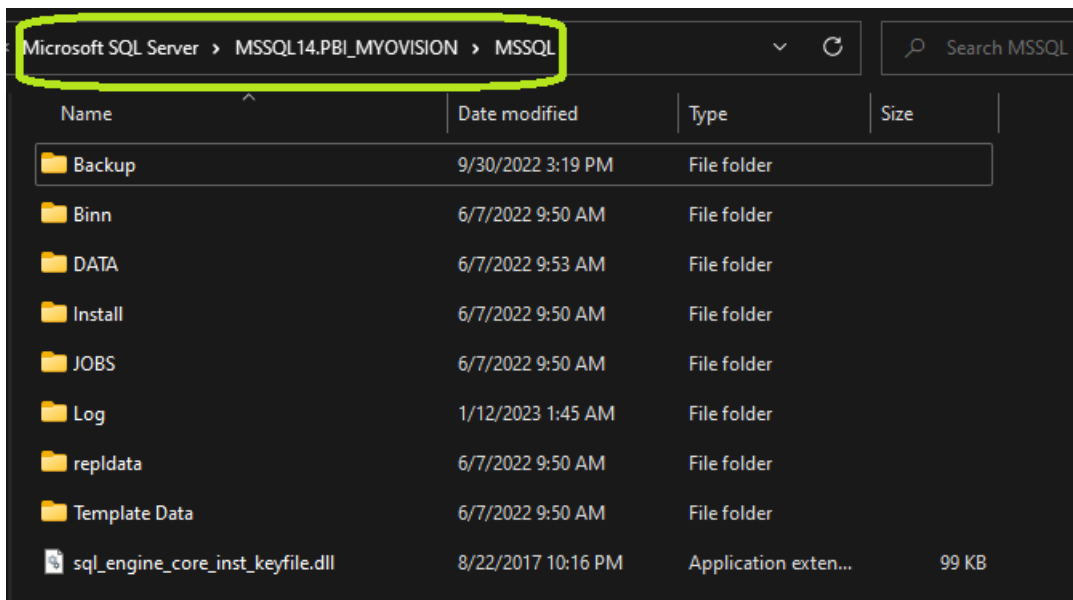 Microsoft SQL Server > MSSQL14.PBI_MYOVISION > MSSQL Search MSSQL
Name Date modified Type Size
Backup 9/30/2022 3:19 PM File folder
Binn 6/7/2022 9:50 AM File folder
DATA 6/7/2022 9:53 AM File folder
Install 6/7/2022 9:50 AM File folder
JOBS 6/7/2022 9:50 AM File folder
Log 1/12/2023 1:45 AM File folder
repldata 6/7/2022 9:50 AM File folder
Template Data 6/7/2022 9:50 AM File folder
sql_engine_core_inst_keyfile.dll 8/22/2017 10:16 PM Application exten... 99 KB